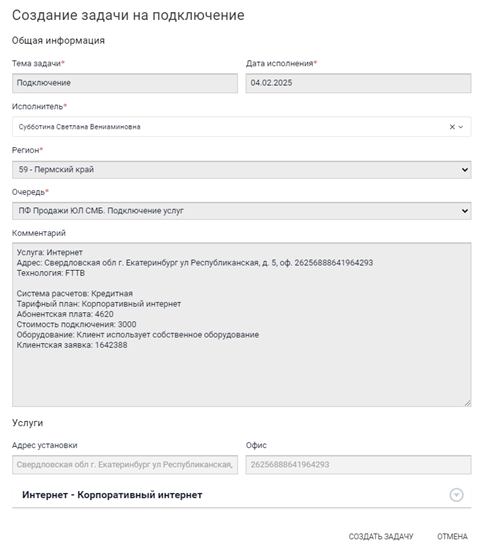 Создание задачи на подключение
Общая информация
Тема задачи*
Дата исполения*
Подключение
04.02.2025
Исполнитель*
Субботина Светлана Вениаминовна
Регион*
59 - Пермский край
Очередь*
ПФ Продажи ЮЛ СМБ. Подключение услуг
Комментарий
Услуга: Интернет
Адрес: Свердловская обл г. Екатеринбург ул Республиканская, д. 5, оф. 26256888641964293
Технология: FTTB
Система расчетов: Кредитная
Тарифный план: Корпоративный интернет
Абонентская плата: 4620
Стоимость подключения: 3000
Оборудование: Клиент использует собственное оборудование
Клиентская заявка: 1642388
Услуги
Адрес установки
Офис
Свердловская обл г. Екатеринбург ул Республиканская,
26256888641964293
Интернет - Корпоративный интернет
СОЗДАТЬ ЗАДАЧУ
ОТМЕНА